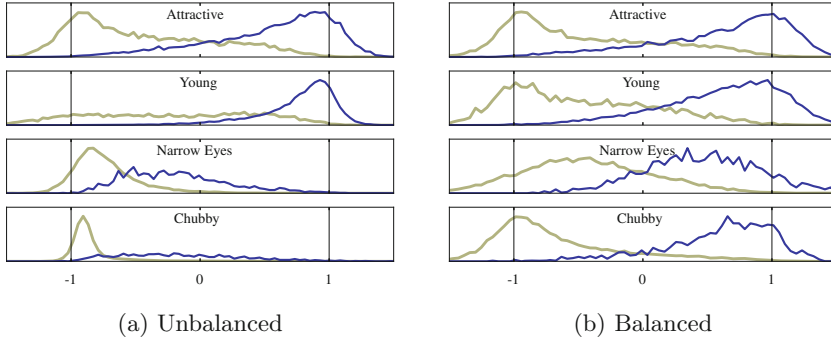 Attractive
Young
Narrow Eyes
Chubby
-1 0 1
(a) Unbalanced
Attractive
Young
Narrow Eyes
Chubby
-1 0 1
(b) Balanced